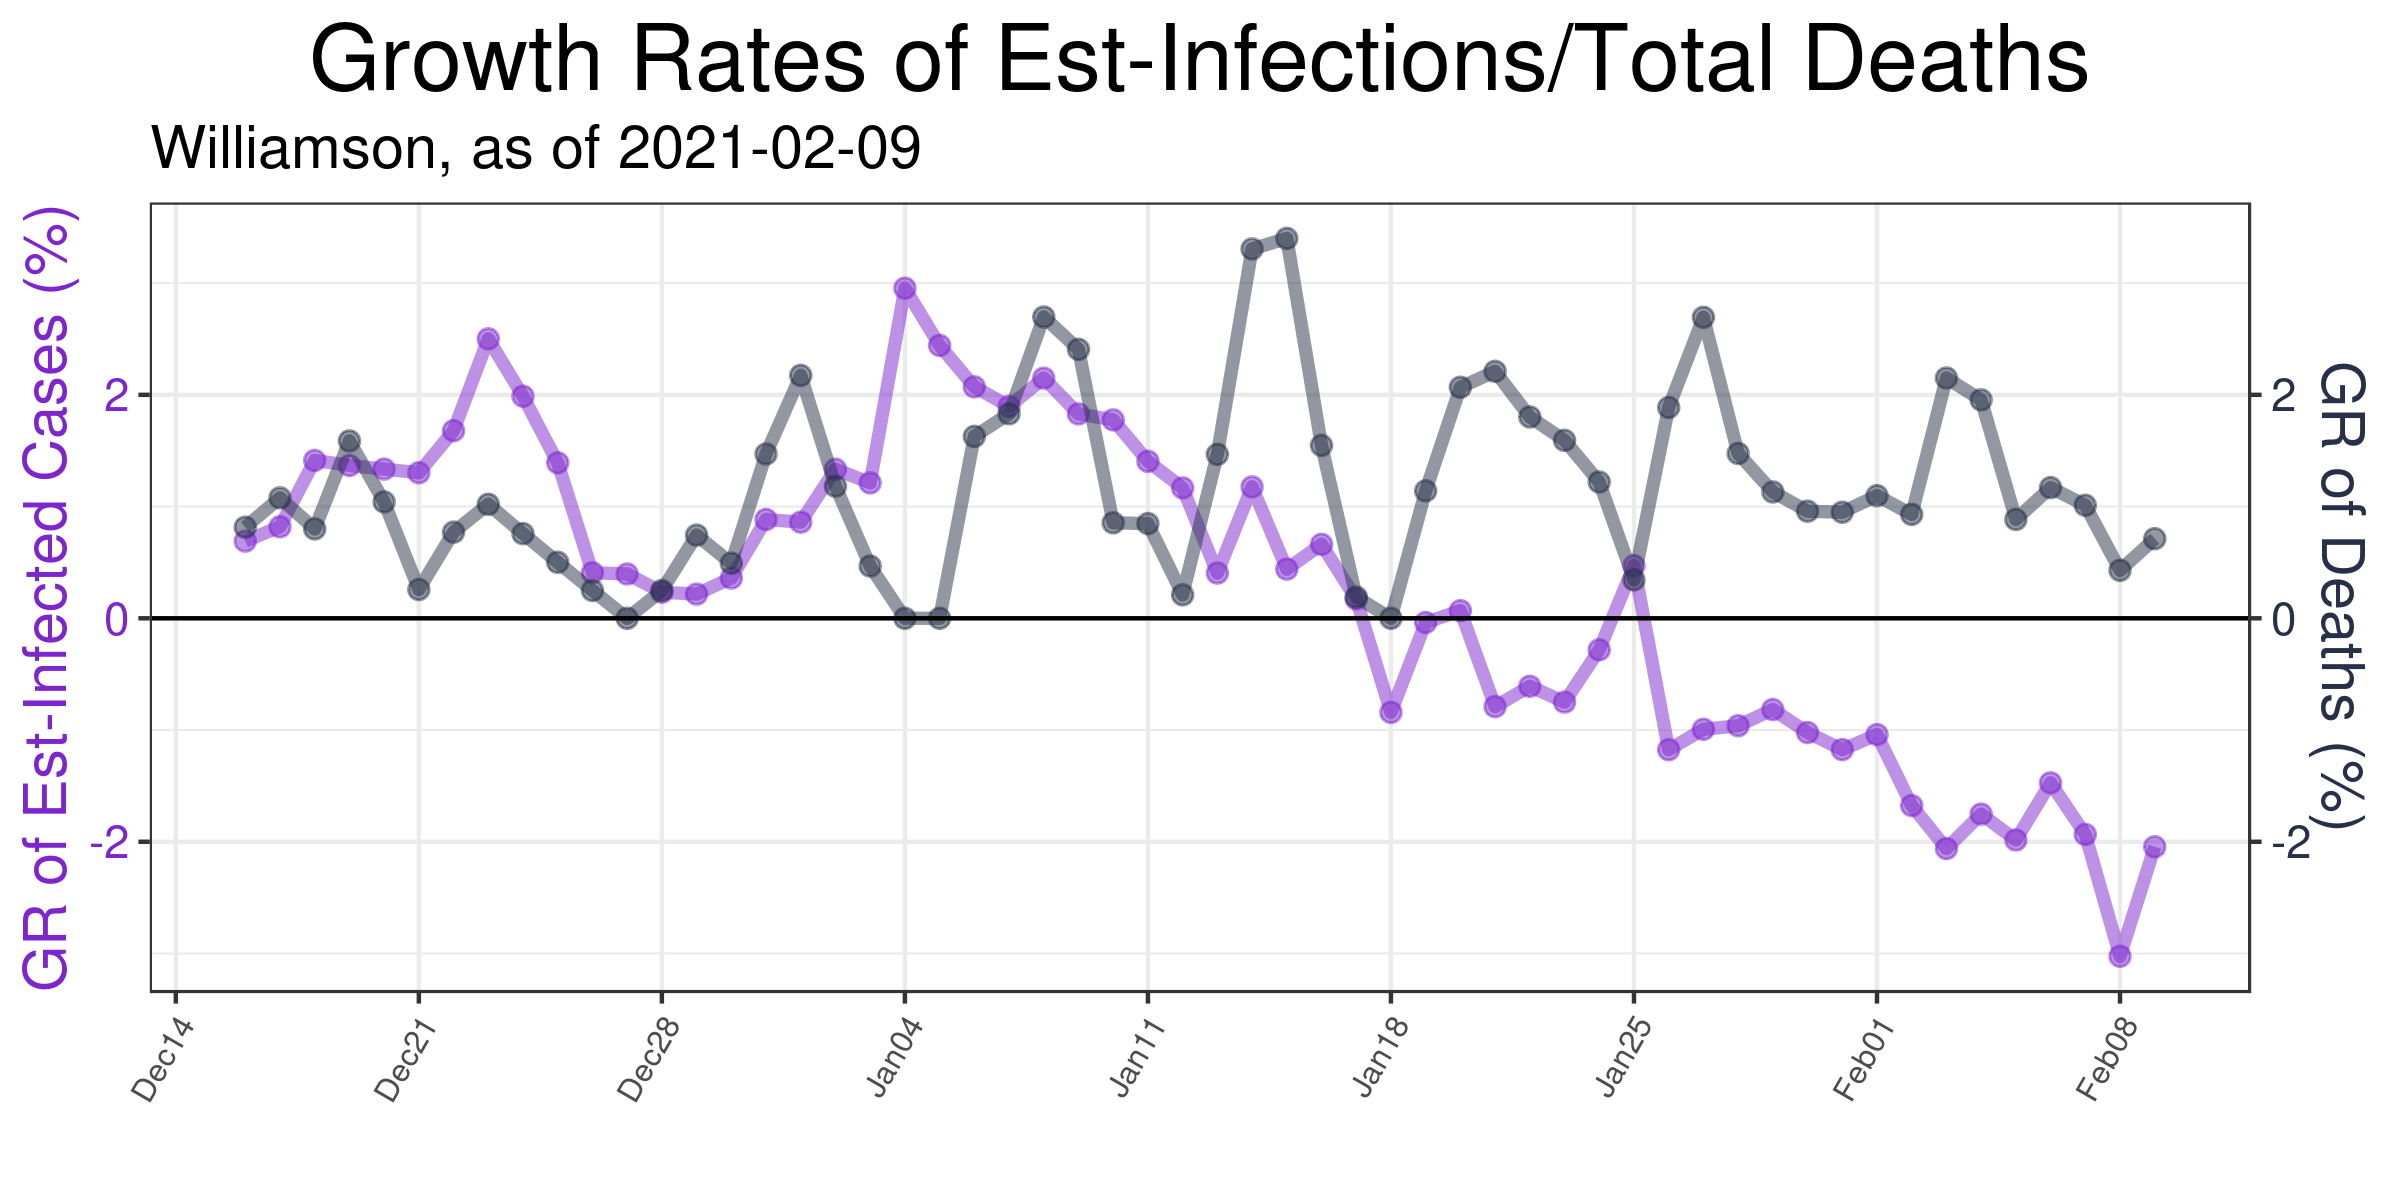 Growth Rates of Est-Infections/Total Deaths
Williamson, as of 2021-02-09
GR of Est-Infected Cases (%)
2
0
-2
2
0
-2
GR of Deaths (%)
Dec14
Dec21
Dec28
Jan04
Jan11
Jan18
Jan25
Feb01
Feb08